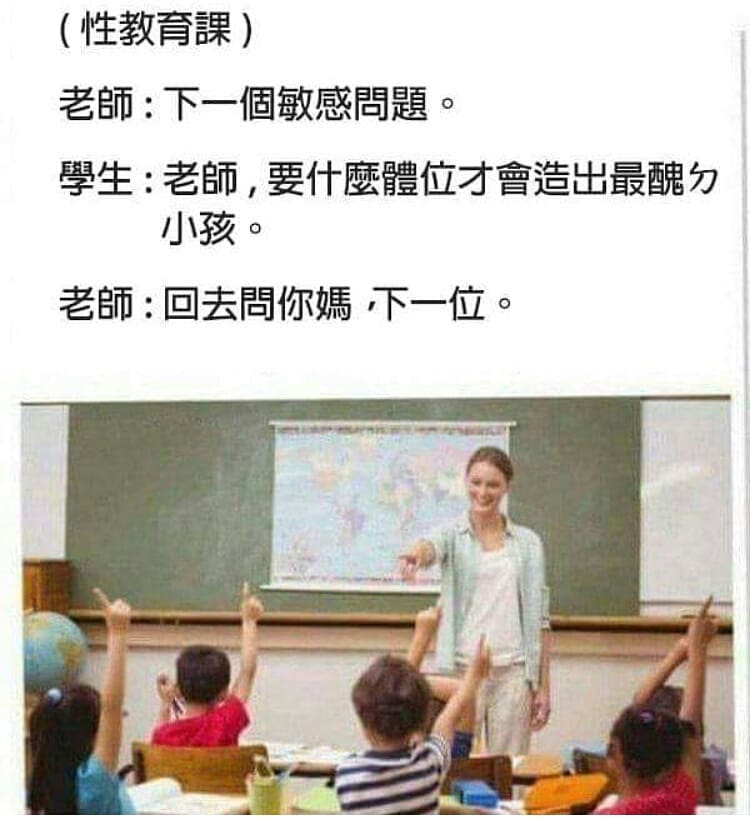 (性教育課)
老師:下一個敏感問題。
學生:老師,要什麼體位才會造出最醜ㄉ
小孩。
老師:回去問你媽,下一位。